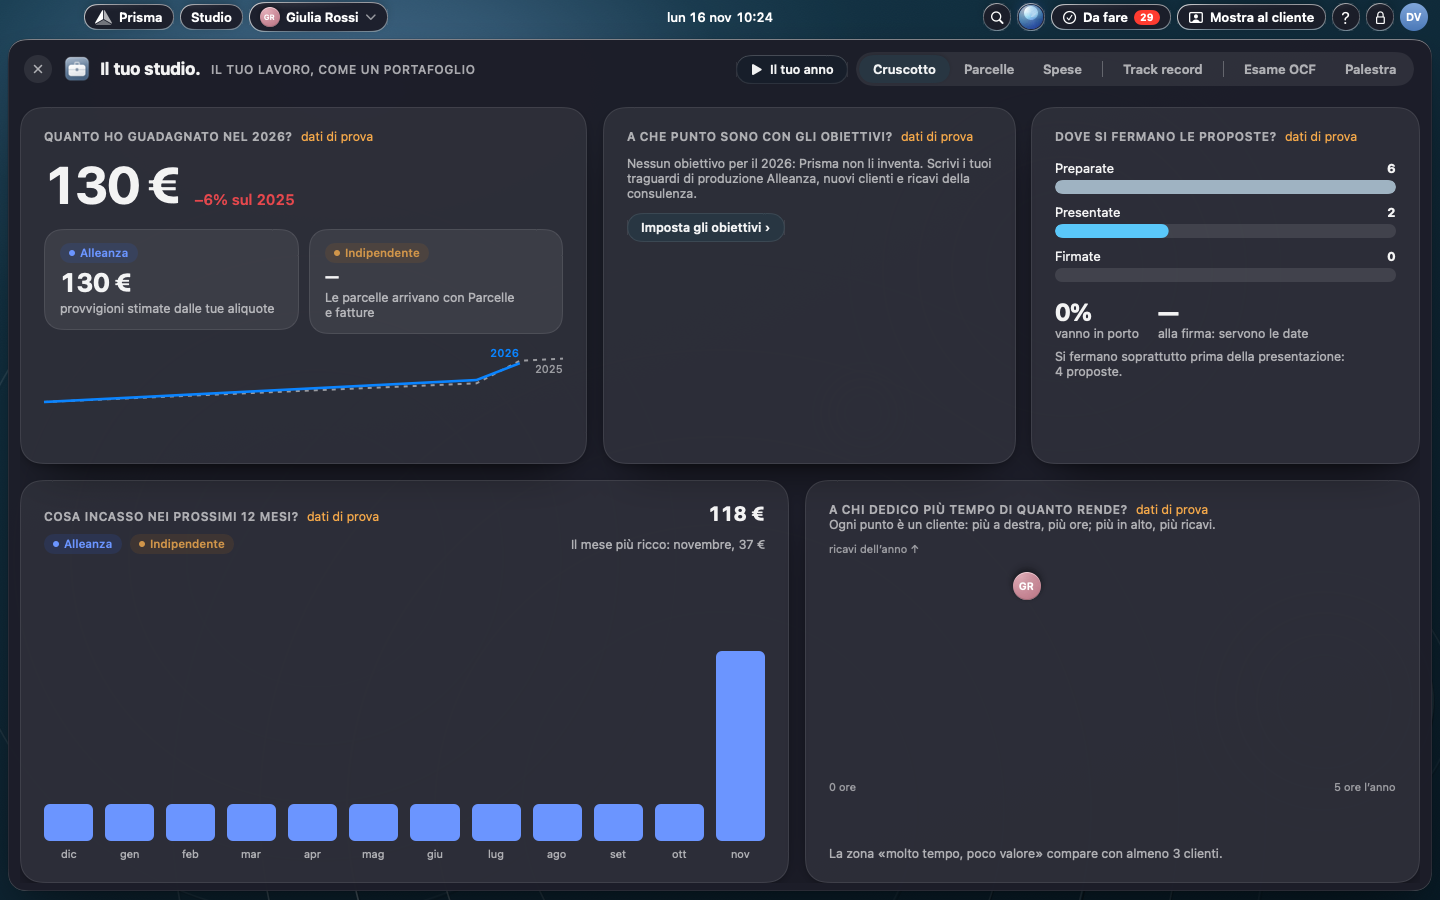 Prisma
Studio
GR Giulia Rossi
lun 16 nov 10:24
Da fare 29
Mostra al cliente
?
DV
Il tuo studio. IL TUO LAVORO, COME UN PORTAFOGLIO
Il tuo anno
Cruscotto
Parcelle
Spese
Track record
Esame OCF
Palestra
QUANTO HO GUADAGNATO NEL 2026? dati di prova
130 € –6% sul 2025
Alleanza
130 €
provvigioni stimate dalle tue aliquote
Indipendente
–
Le parcelle arrivano con Parcelle
e fatture
2026
2025
A CHE PUNTO SONO CON GLI OBIETTIVI? dati di prova
Nessun obiettivo per il 2026: Prisma non li inventa. Scrivi i tuoi
traguardi di produzione Alleanza, nuovi clienti e ricavi della
consulenza.
Imposta gli obiettivi ›
DOVE SI FERMANO LE PROPOSTE? dati di prova
Preparate 6
Presentate 2
Firmate 0
0%
vanno in porto
—
alla firma: servono le date
Si fermano soprattutto prima della presentazione:
4 proposte.
COSA INCASSO NEI PROSSIMI 12 MESI? dati di prova
118 €
Alleanza
Indipendente
Il mese più ricco: novembre, 37 €
dic gen feb mar apr mag giu lug ago set ott nov
A CHI DEDICO PIÙ TEMPO DI QUANTO RENDE? dati di prova
Ogni punto è un cliente: più a destra, più ore; più in alto, più ricavi.
ricavi dell’anno ↑
GR
0 ore
5 ore l’anno
La zona «molto tempo, poco valore» compare con almeno 3 clienti.